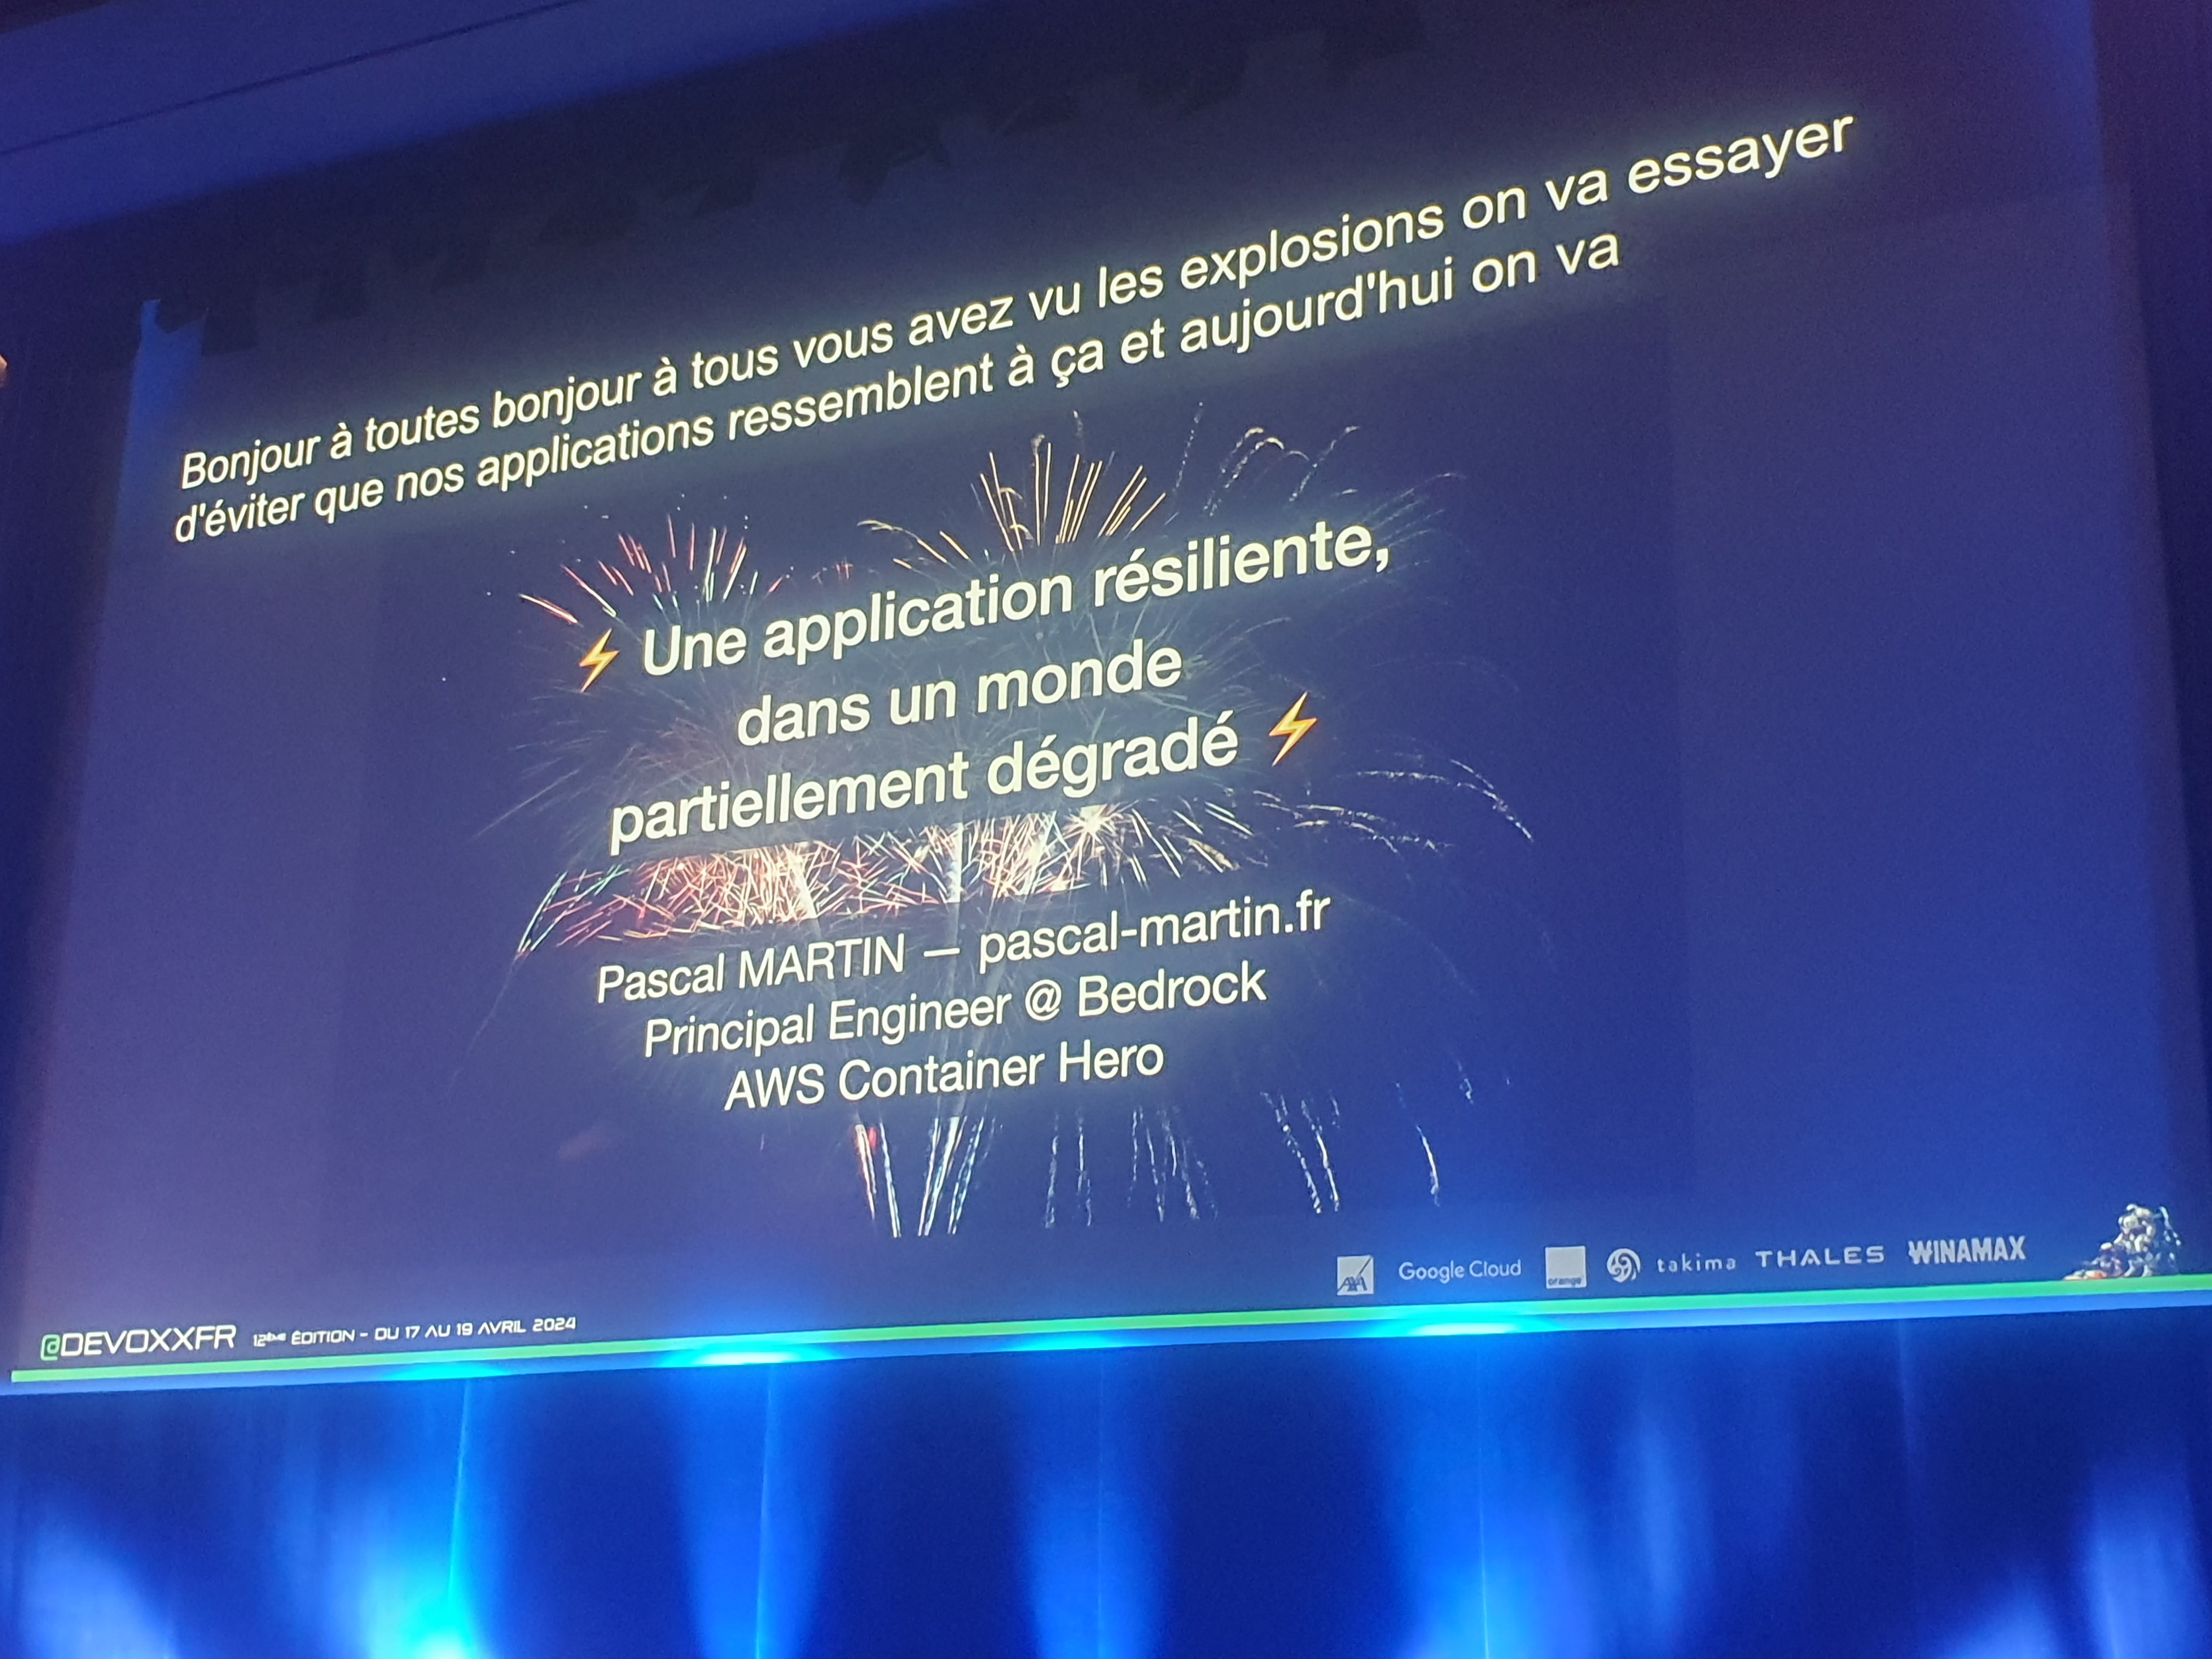 Bonjour à toutes bonjour à tous vous avez vu les explosions on va essayer
d'éviter que nos applications ressemblent à ça et aujourd'hui on va
⚡ Une application résiliente,
dans un monde
partiellement dégradé ⚡
Pascal MARTIN — pascal-martin.fr
Principal Engineer @ Bedrock
AWS Container Hero
AXA Google Cloud orange takima THALES WINAMAX
@DEVOXXFR 12ème ÉDITION - DU 17 AU 19 AVRIL 2024